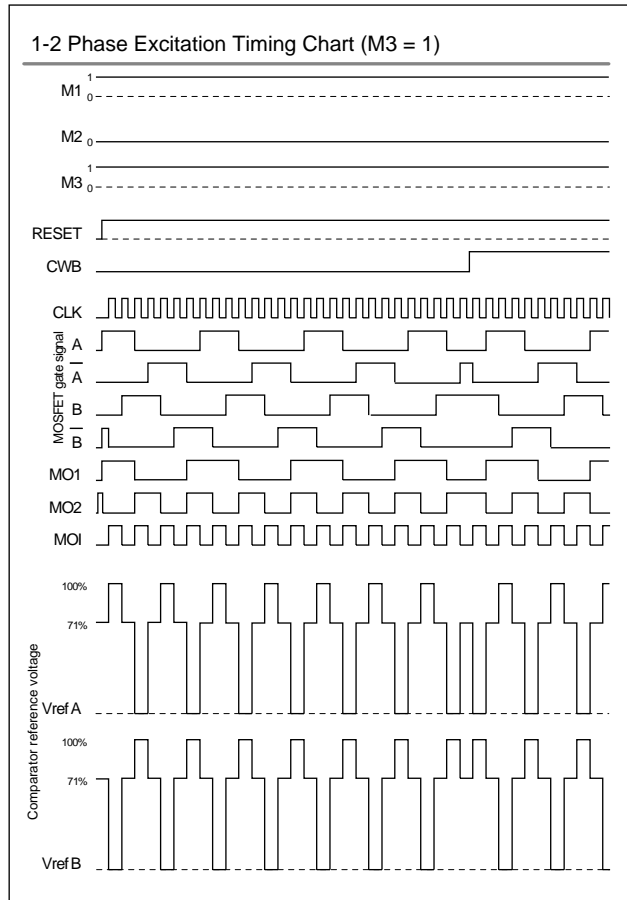 1-2 Phase Excitation Timing Chart (M3 = 1)
1
M1 0
M2 0
1
M3 0
RESET
CWB
CLK
MOSFET gate signal
A
A̅
B
B̅
MO1
MO2
MOI
Comparator reference voltage
100%
71%
Vref A
100%
71%
Vref B